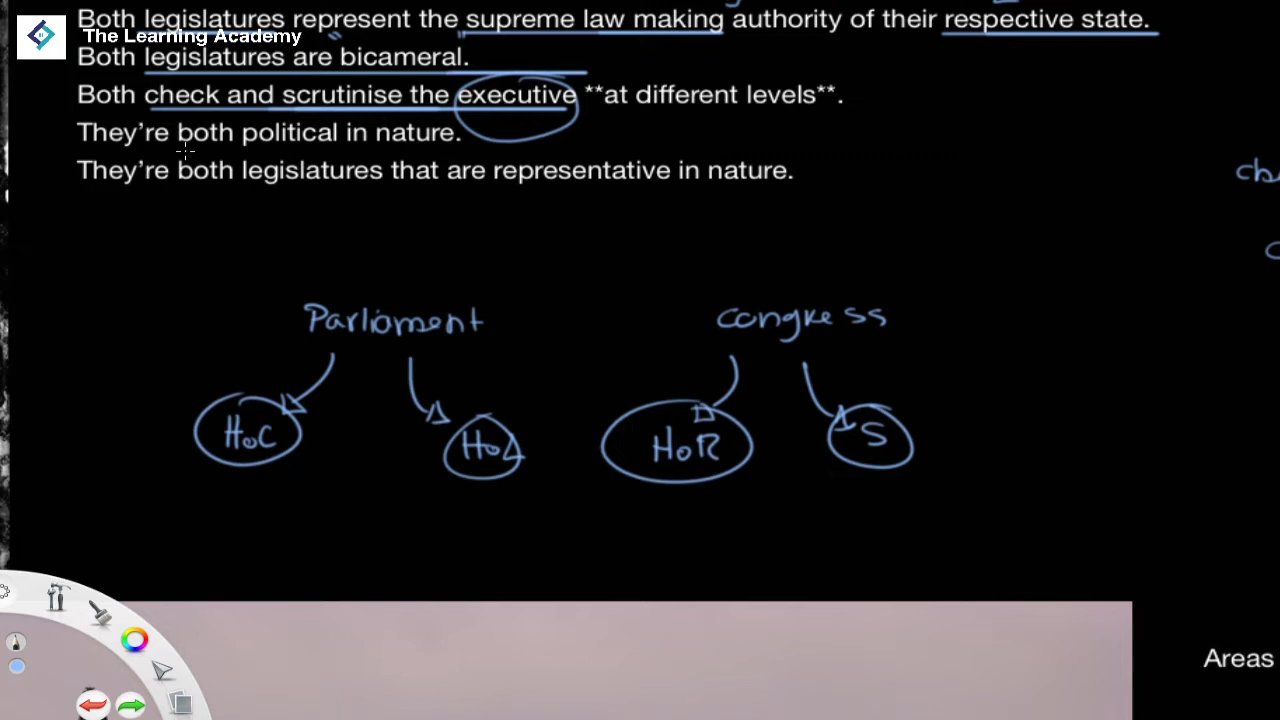 Both legislatures represent the supreme law making authority of their respective state.
The Learning Academy
Both legislatures are bicameral.
Both check and scrutinise the executive **at different levels**.
They're both political in nature.
They're both legislatures that are representative in nature.
Parliament
Congress
HoC
HoL
HoR
S
Areas